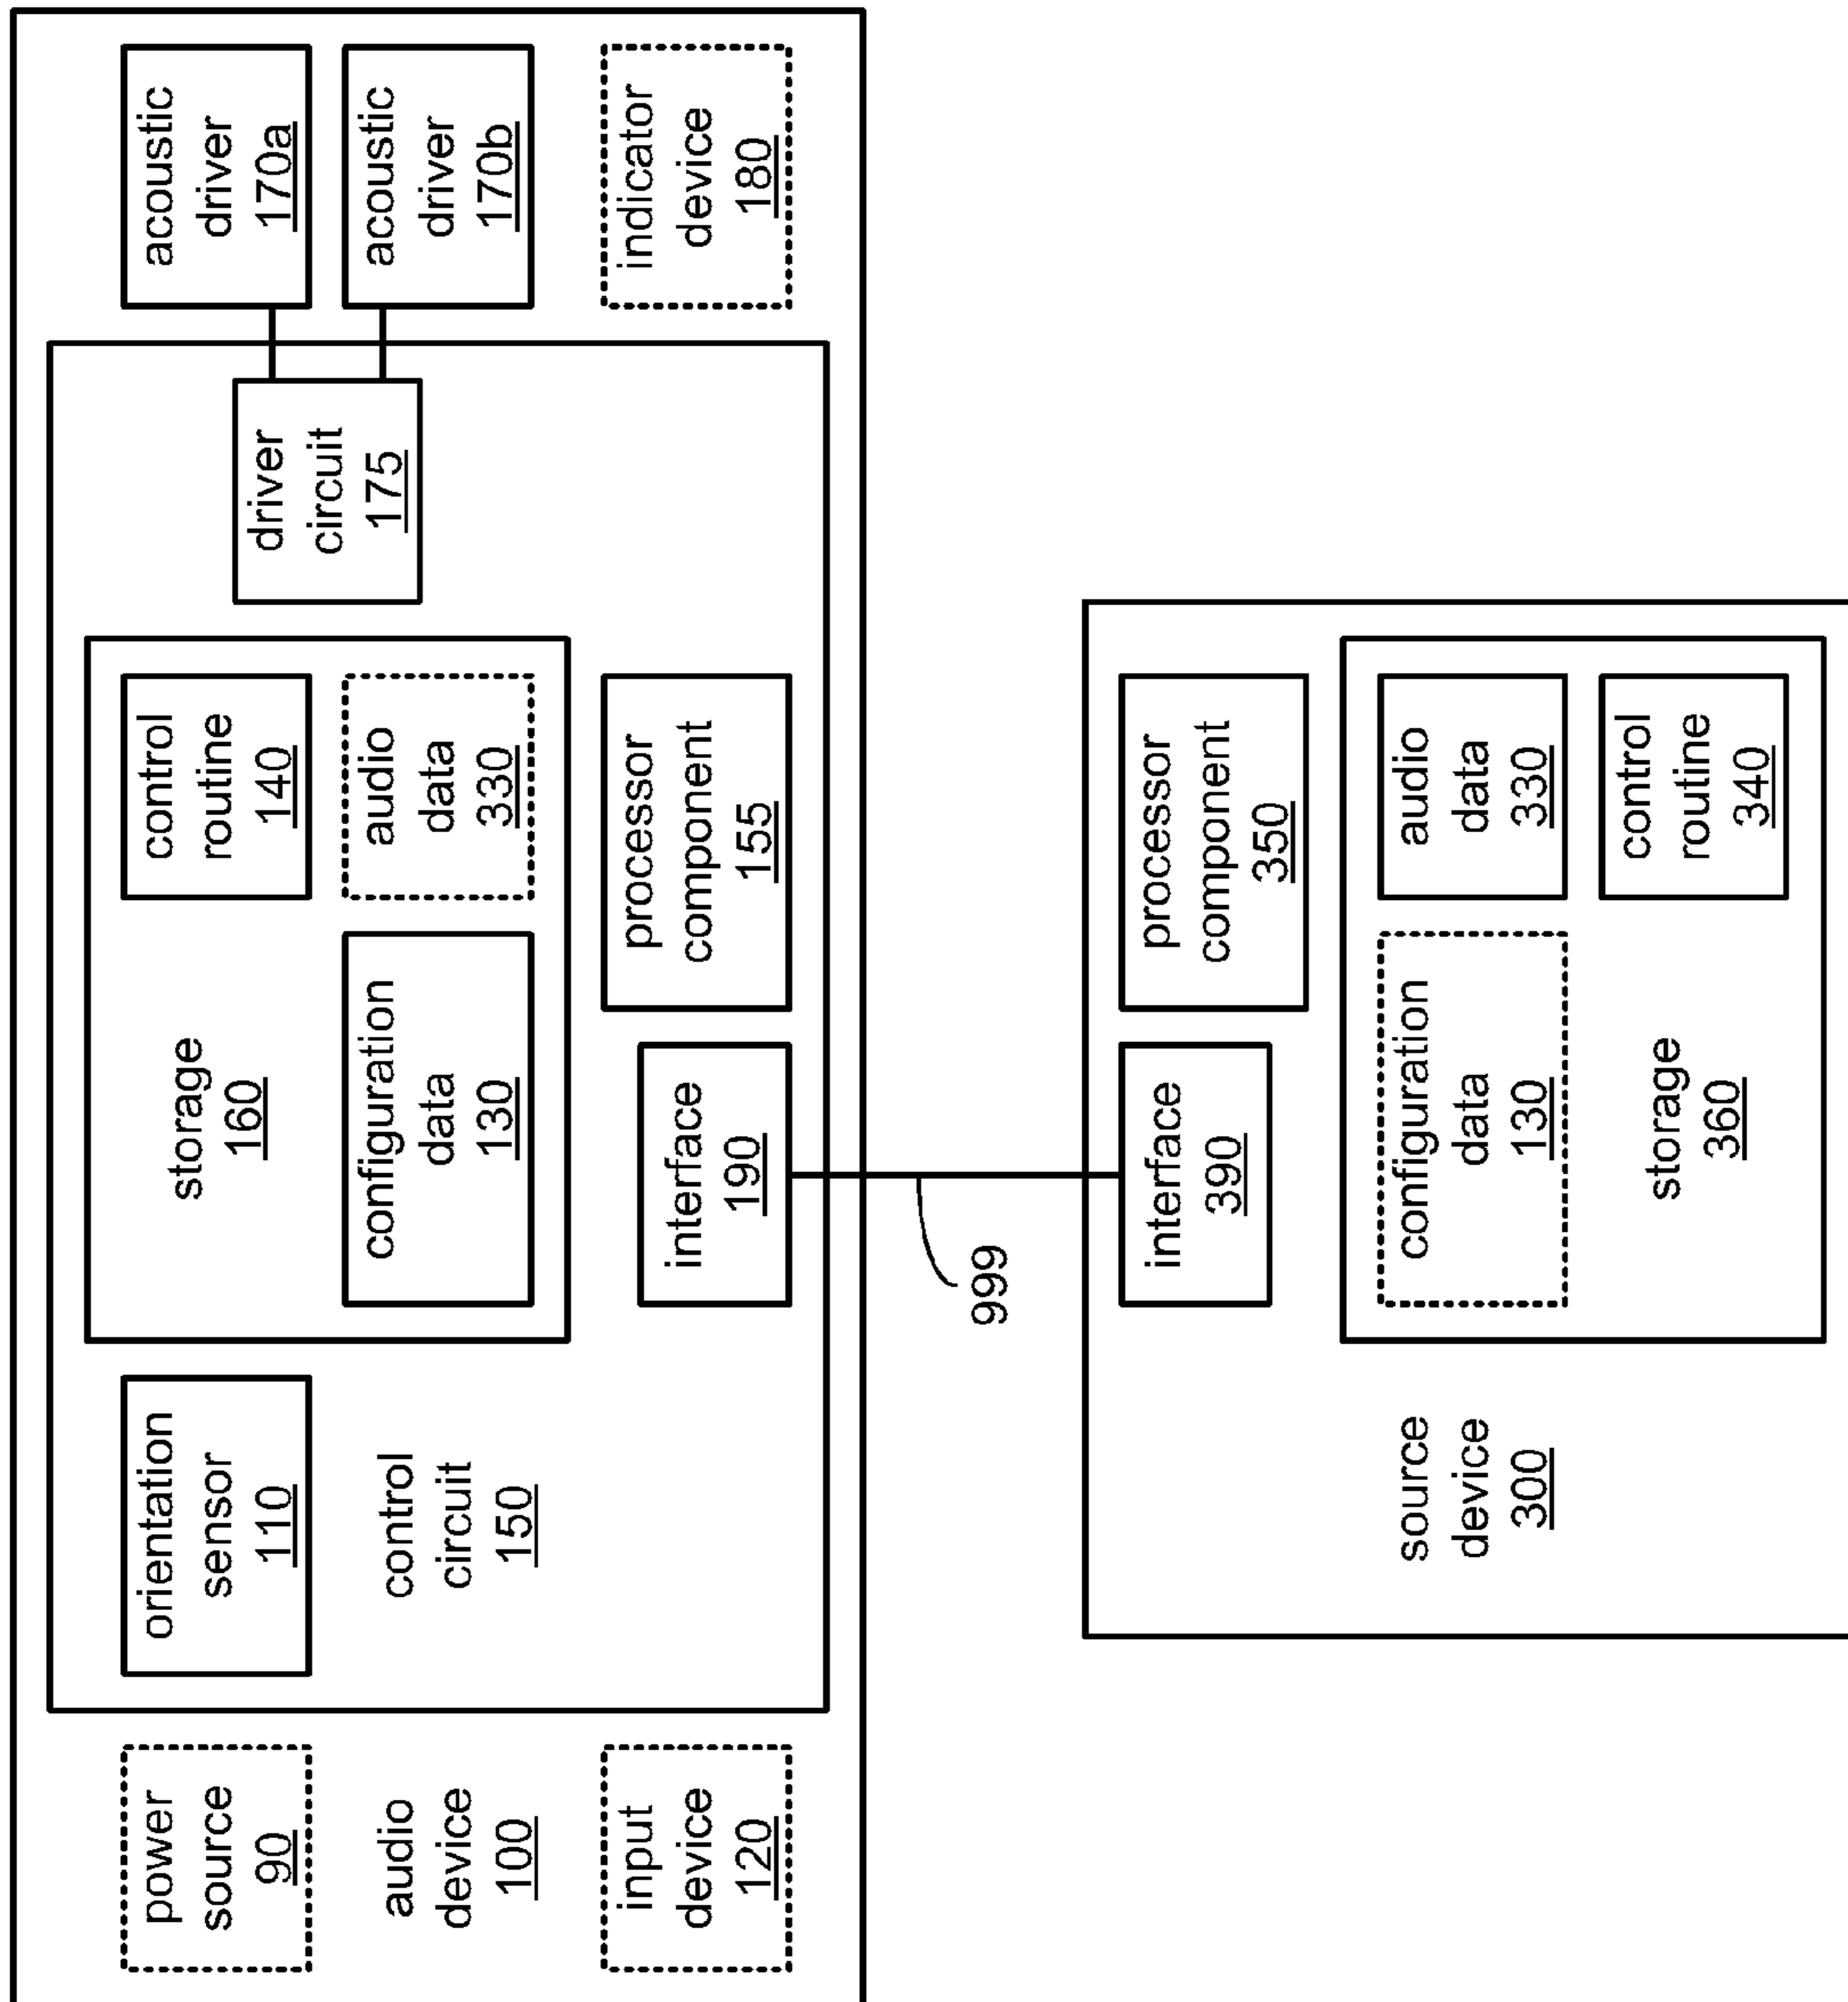 power
source
90
audio
device
100
input
device
120
orientation
sensor
110
control
circuit
150
storage
160
control
routine
140
configuration
data
130
audio
data
330
interface
190
processor
component
155
driver
circuit
175
acoustic
driver
170a
acoustic
driver
170b
indicator
device
180
999
source
device
300
interface
390
processor
component
350
configuration
data
130
audio
data
330
storage
360
control
routine
340